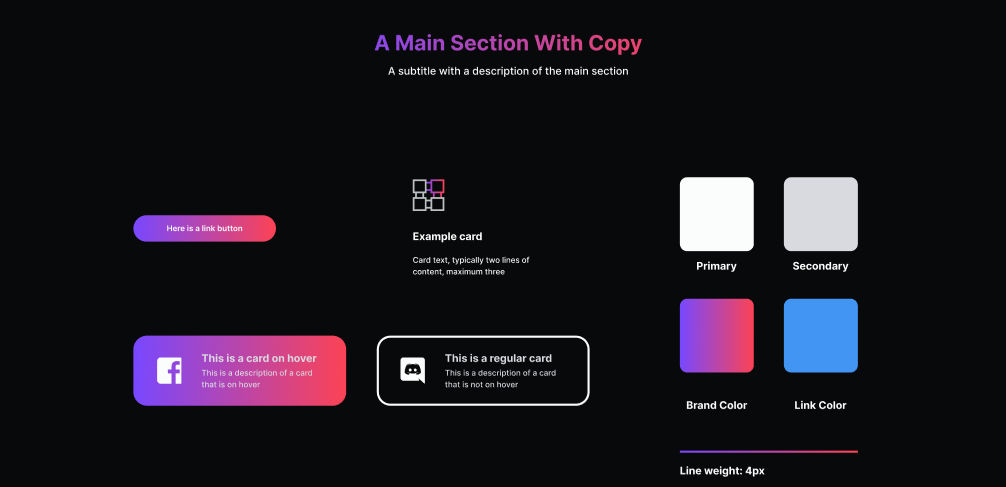 A Main Section With Copy
A subtitle with a description of the main section
Here is a link button
Example card
Card text, typically two lines of
content, maximum three
Primary
Secondary
This is a card on hover
This is a description of a card
that is on hover
This is a regular card
This is a description of a card
that is not on hover
Brand Color
Link Color
Line weight: 4px